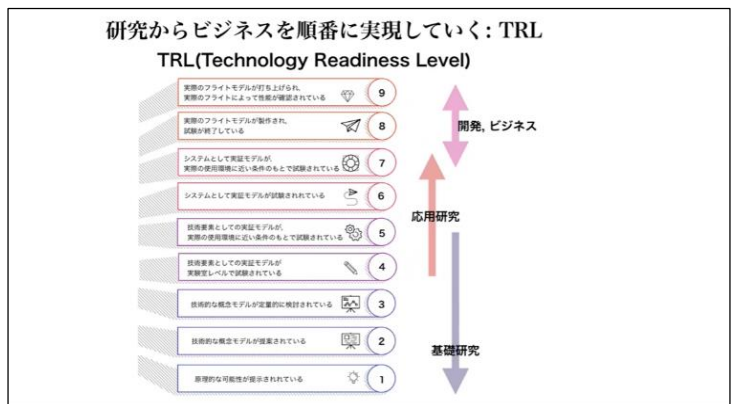 研究からビジネスを順番に実現していく: TRL
TRL(Technology Readiness Level)
実際のフライトモデルが打ち上げられ,
実際のフライトによって性能が確認されている
9
実際のフライトモデルが製作され,
試験が終了している
8
開発, ビジネス
システムとして実証モデルが,
実際の使用環境に近い条件のもとで試験されている
7
システムとして実証モデルが試験されれている
6
応用研究
技術要素としての実証モデルが,
実際の使用環境に近い条件のもとで試験されている
5
技術要素としての実証モデルが
実験室レベルで試験されている
4
技術的な概念モデルが定量的に検討されている
3
技術的な概念モデルが提案されている
2
基礎研究
原理的な可能性が提示されれている
1